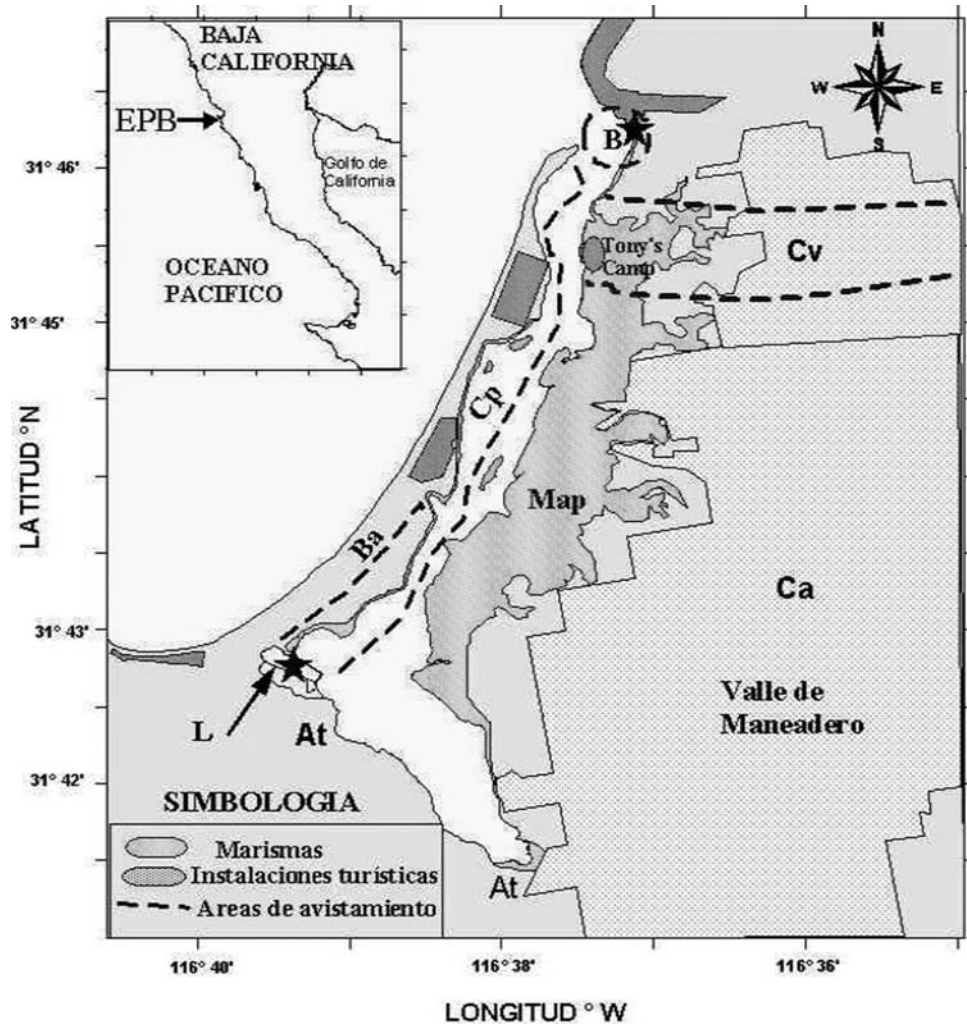 BAJA
CALIFORNIA
EPB
Golfo de
California
OCEANO
PACIFICO
N
W E
S
31° 46'
B
Tony's
Camp
Cv
31° 45'
Cp
Map
Ba
Ca
31° 43'
Valle de
Maneadero
L
At
31° 42'
SIMBOLOGIA
Marismas
Instalaciones turísticas
Areas de avistamiento
At
LATITUD °N
116° 40' 116° 38' 116° 36'
LONGITUD ° W